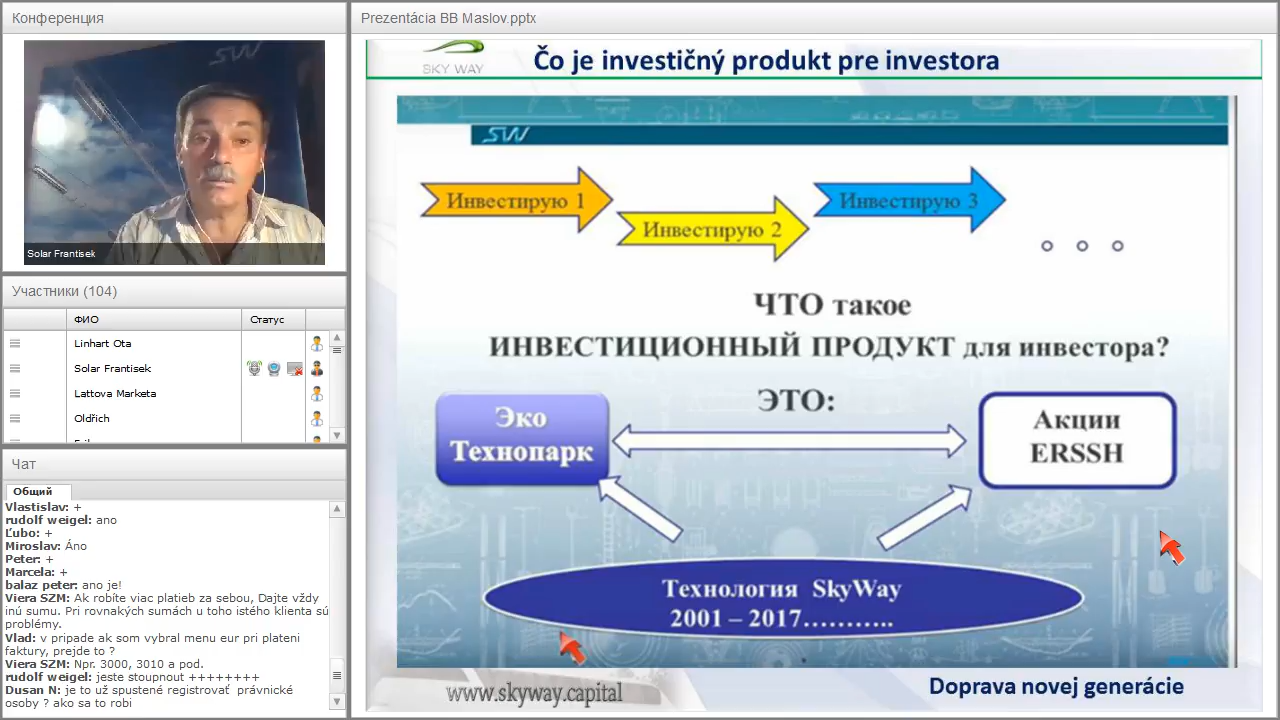 Конференция
Solar Frantisek
Участники (104)
ФИО
Статус
Linhart Ota
Solar Frantisek
Lattova Marketa
Oldřich
Чат
Общий
Vlastislav: +
rudolf weigel: ano
Ľubo: +
Miroslav: Áno
Peter: +
Marcela: +
balaz peter: ano je!
Viera SZM: Ak robíte viac platieb za sebou, Dajte vždy
inú sumu. Pri rovnakých sumách u toho istého klienta sú
problémy.
Vlad: v pripade ak som vybral menu eur pri plateni
faktury, prejde to ?
Viera SZM: Npr. 3000, 3010 a pod.
rudolf weigel: jeste stoupnout ++++++++
Dusan N: je to už spustené registrovať právnické
osoby ? ako sa to robi
Prezentácia BB Maslov.pptx
SKY WAY
Čo je investičný produkt pre investora
SW
Инвестирую 1
Инвестирую 2
Инвестирую 3
ЧТО такое
ИНВЕСТИЦИОННЫЙ ПРОДУКТ для инвестора?
ЭТО:
Эко
Технопарк
Акции
ERSSH
Технология SkyWay
2001 – 2017………..
www.skyway.capital
Doprava novej generácie